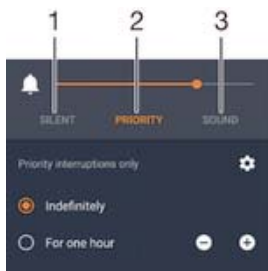 1 2 3
SILENT PRIORITY SOUND
Priority interruptions only
Indefinitely
For one hour